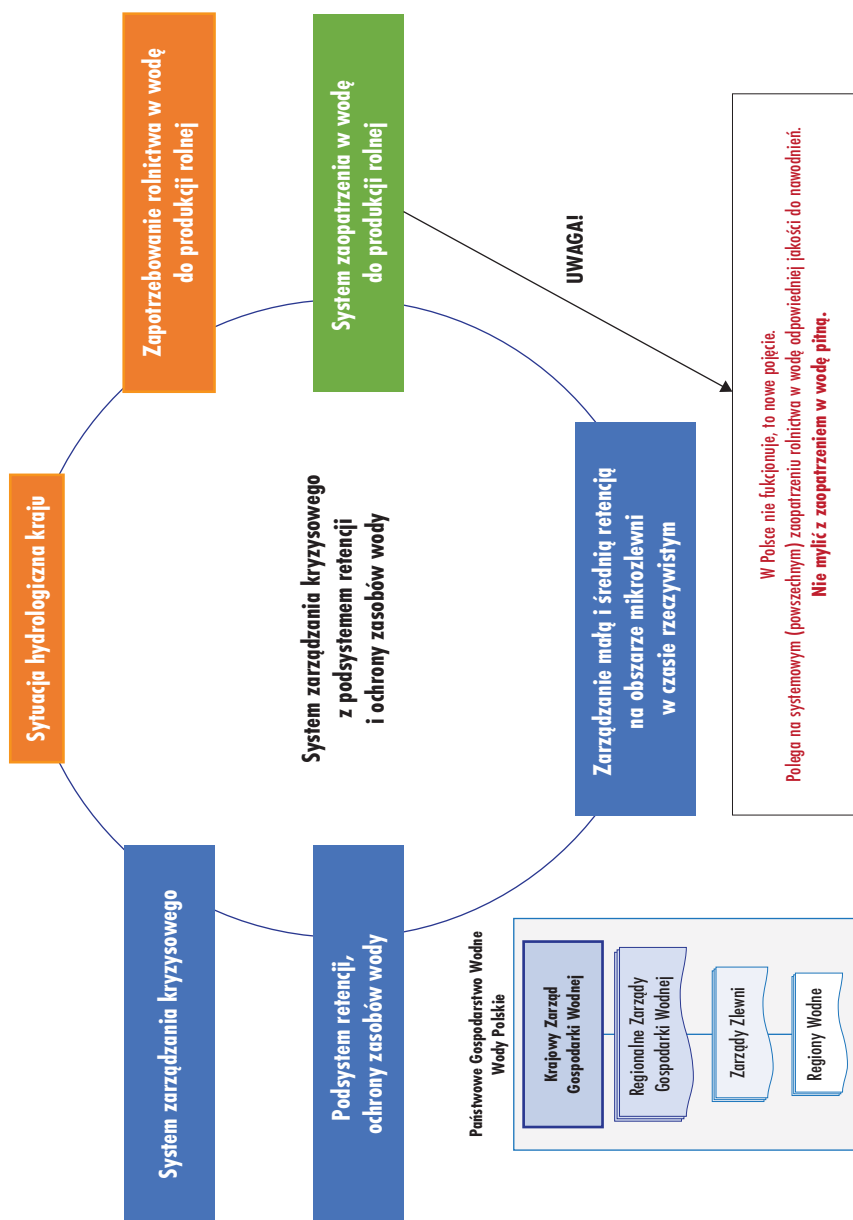 Sytuacja hydrologiczna kraju
System zarządzania kryzysowego
Zapotrzebowanie rolnictwa w wodę
do produkcji rolnej
System zarządzania kryzysowego
z podsystemem retencji
i ochrony zasobów wody
Podsystem retencji,
ochrony zasobów wody
System zaopatrzenia w wodę
do produkcji rolnej
UWAGA!
Zarządzanie małą i średnią retencją
na obszarze mikrozlewni
w czasie rzeczywistym
Państwowe Gospodarstwo Wodne
Wody Polskie
Krajowy Zarząd
Gospodarki Wodnej
Regionalne Zarządy
Gospodarki Wodnej
Zarządy Zlewni
Regiony Wodne
W Polsce nie fukcjonuje, to nowe pojęcie.
Polega na systemowym (powszechnym) zaopatrzeniu rolnictwa w wodę odpowiedniej jakości do nawodnień.
Nie mylić z zaopatrzeniem w wodę pitną.